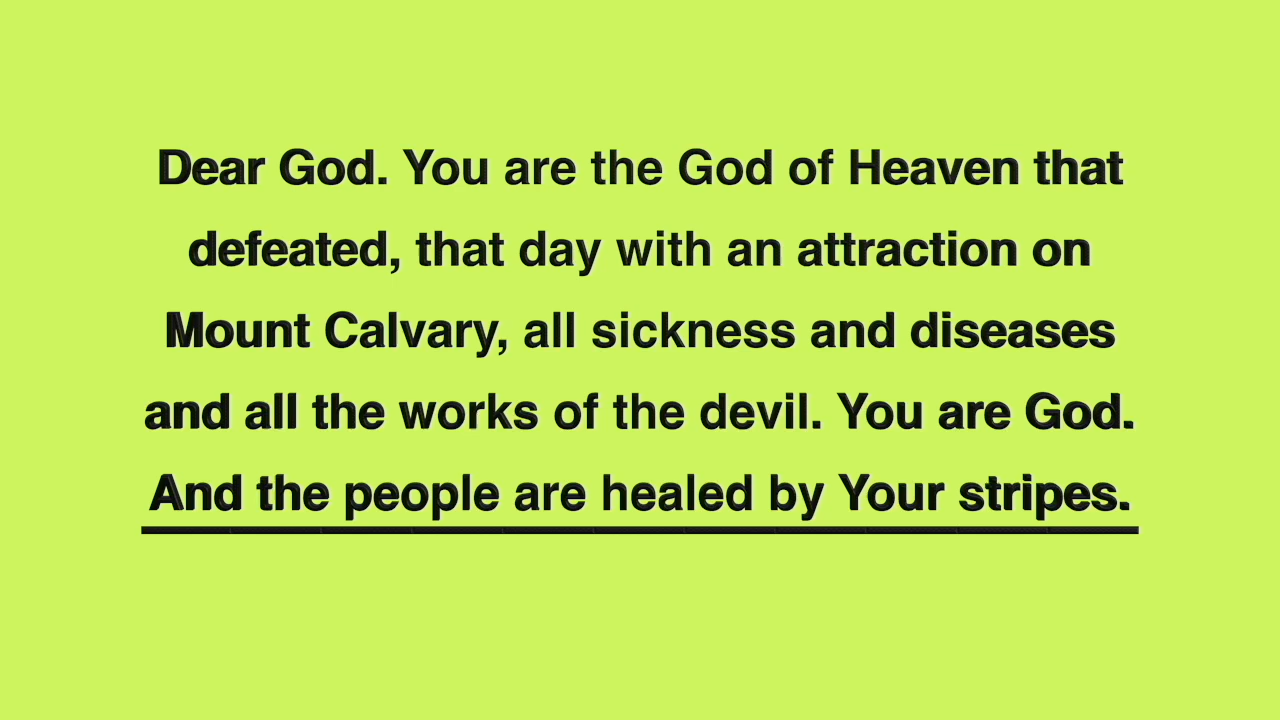 Dear God. You are the God of Heaven that
defeated, that day with an attraction on
Mount Calvary, all sickness and diseases
and all the works of the devil. You are God.
And the people are healed by Your stripes.